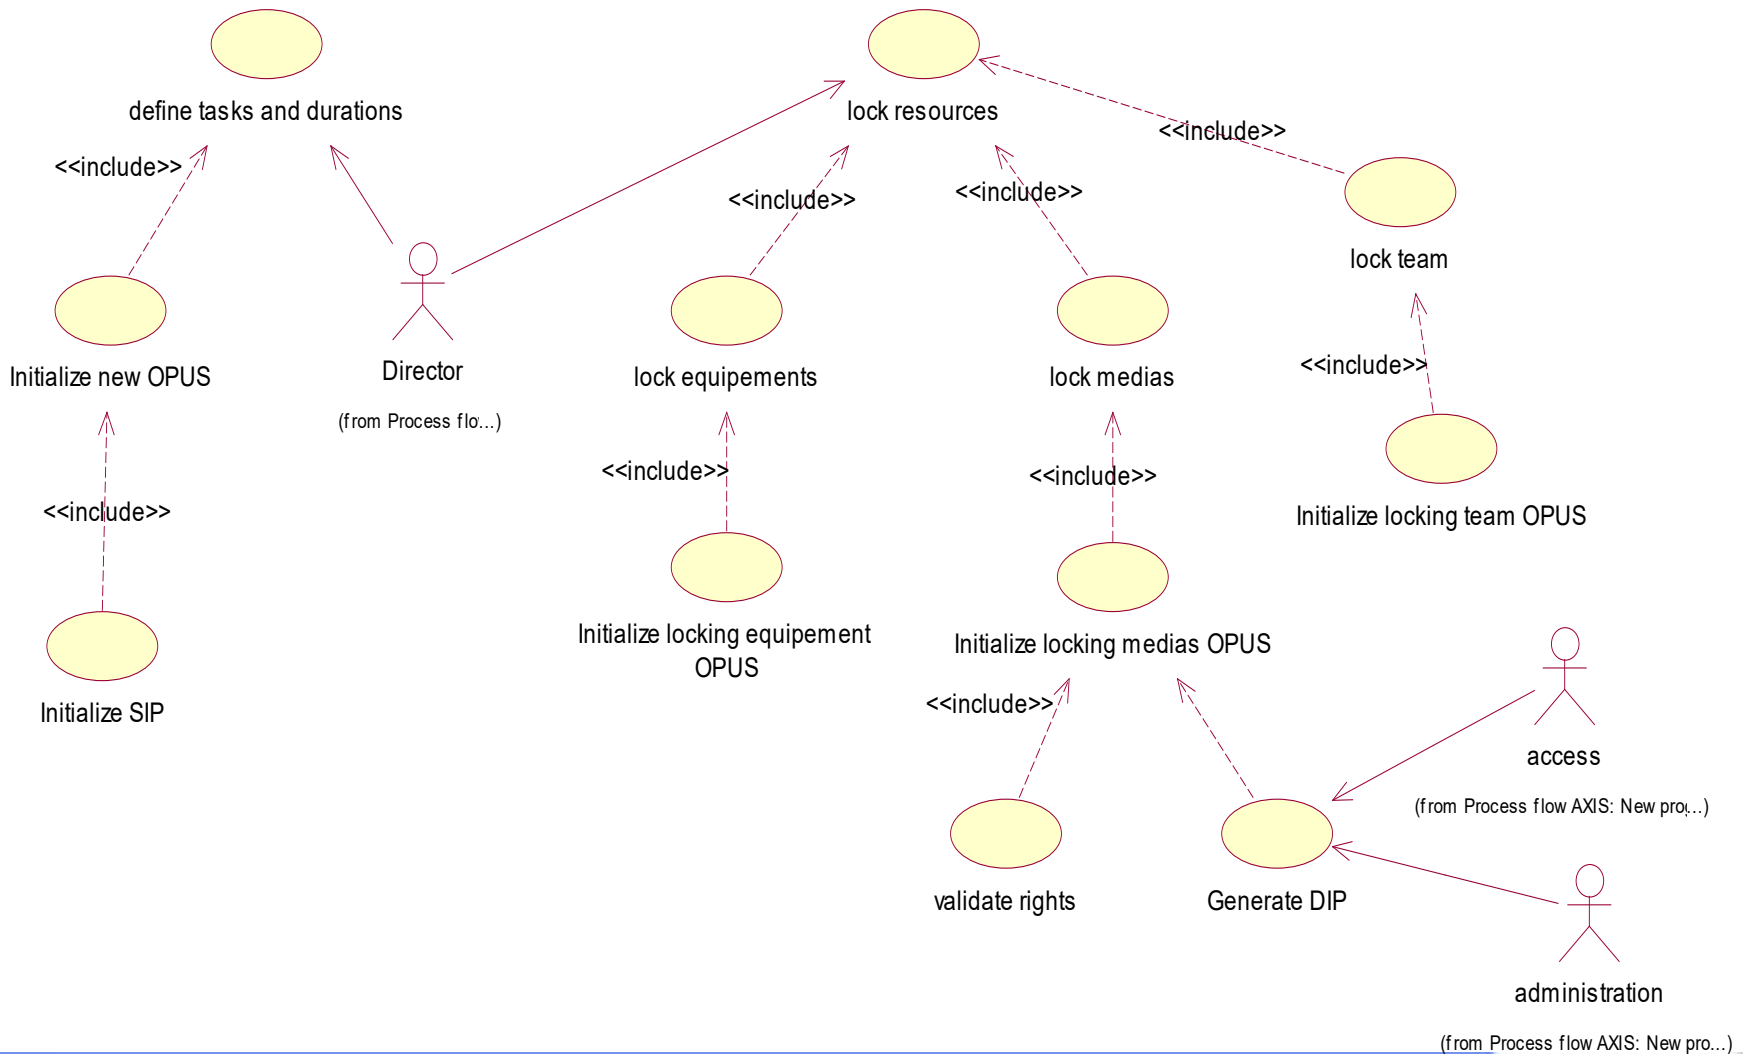 define tasks and durations
lock resources
<<include>>
<<include>>
<<include>>
<<include>>
lock team
Initialize new OPUS
Director
(from Process flo...)
lock equipements
lock medias
<<include>>
<<include>>
<<include>>
<<include>>
Initialize locking team OPUS
Initialize SIP
Initialize locking equipement
OPUS
Initialize locking medias OPUS
<<include>>
access
(from Process flow AXIS: New pro...)
validate rights
Generate DIP
administration
(from Process flow AXIS: New pro...)